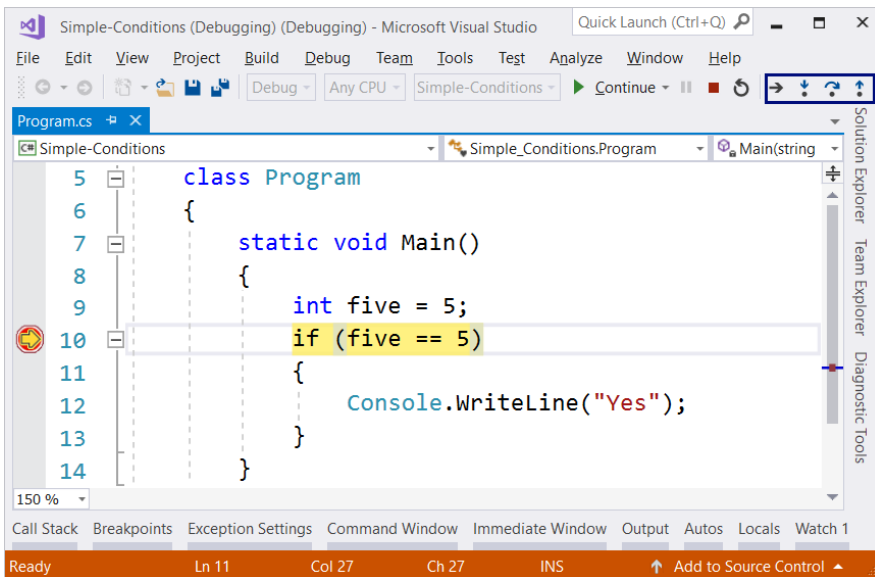 Simple-Conditions (Debugging) (Debugging) - Microsoft Visual Studio Quick Launch (Ctrl+Q)
File Edit View Project Build Debug Team Tools Test Analyze Window Help
Debug Any CPU Simple-Conditions Continue
Program.cs
C# Simple-Conditions Simple_Conditions.Program Main(string
5 class Program
6 {
7 static void Main()
8 {
9 int five = 5;
10 if (five == 5)
11 {
12 Console.WriteLine("Yes");
13 }
14 }
150 %
Solution Explorer
Team Explorer
Diagnostic Tools
Call Stack Breakpoints Exception Settings Command Window Immediate Window Output Autos Locals Watch 1
Ready Ln 11 Col 27 Ch 27 INS Add to Source Control